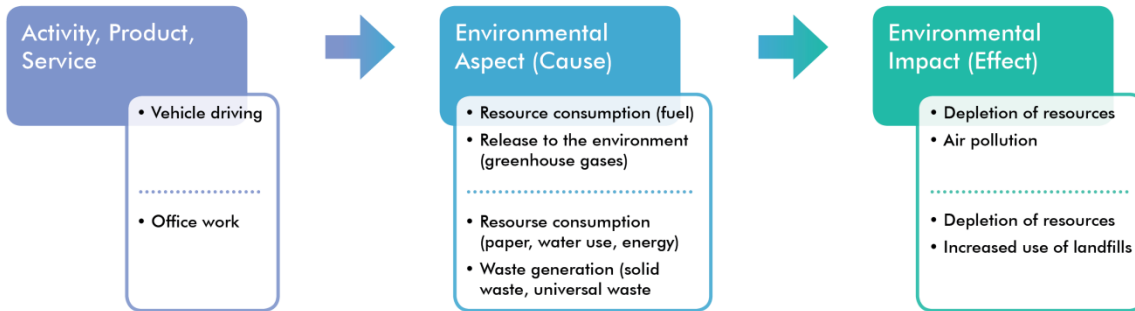 Activity, Product,
Service
• Vehicle driving
• Office work
Environmental
Aspect (Cause)
• Resource consumption (fuel)
• Release to the environment
(greenhouse gases)
• Resourse consumption
(paper, water use, energy)
• Waste generation (solid
waste, universal waste
Environmental
Impact (Effect)
• Depletion of resources
• Air pollution
• Depletion of resources
• Increased use of landfills